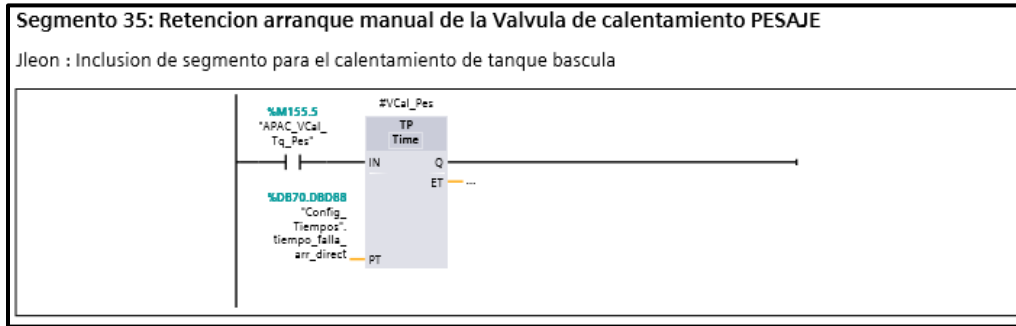 Segmento 35: Retencion arranque manual de la Valvula de calentamiento PESAJE
Jleon : Inclusion de segmento para el calentamiento de tanque bascula
#VCal_Pes
%M155.5
"APAC_VCal_
Tq_Pes"
TP
Time
IN
Q
ET
...
%DB70.DBD88
"Config_
Tiempos".
tiempo_falla_
arr_direct
PT